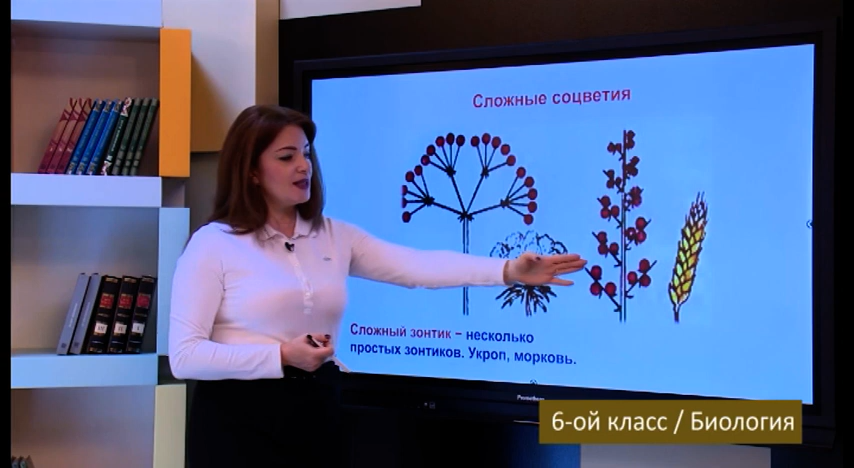 Сложные соцветия
Сложный зонтик – несколько
простых зонтиков. Укроп, морковь.
6-ой класс / Биология